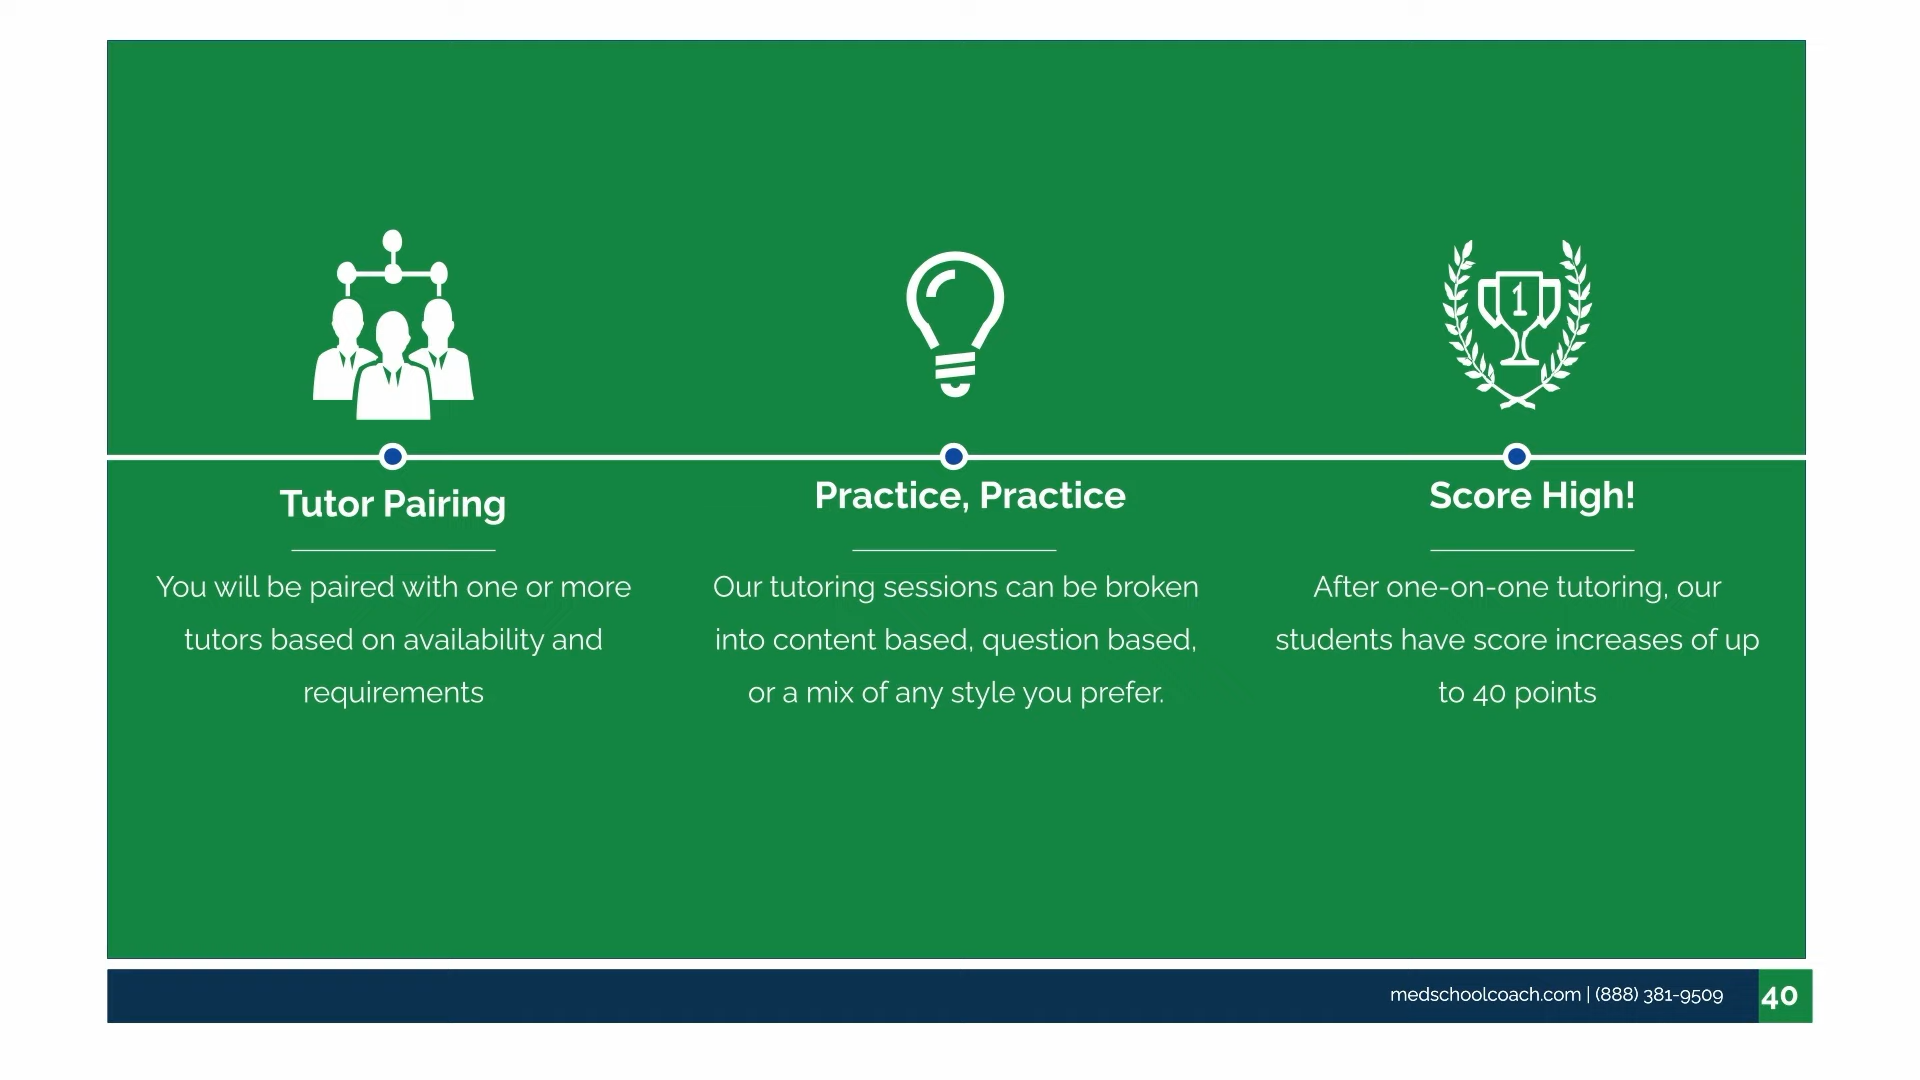 1
Tutor Pairing
You will be paired with one or more
tutors based on availability and
requirements
Practice, Practice
Our tutoring sessions can be broken
into content based, question based,
or a mix of any style you prefer.
Score High!
After one-on-one tutoring, our
students have score increases of up
to 40 points
medschoolcoach.com | (888) 381-9509
40